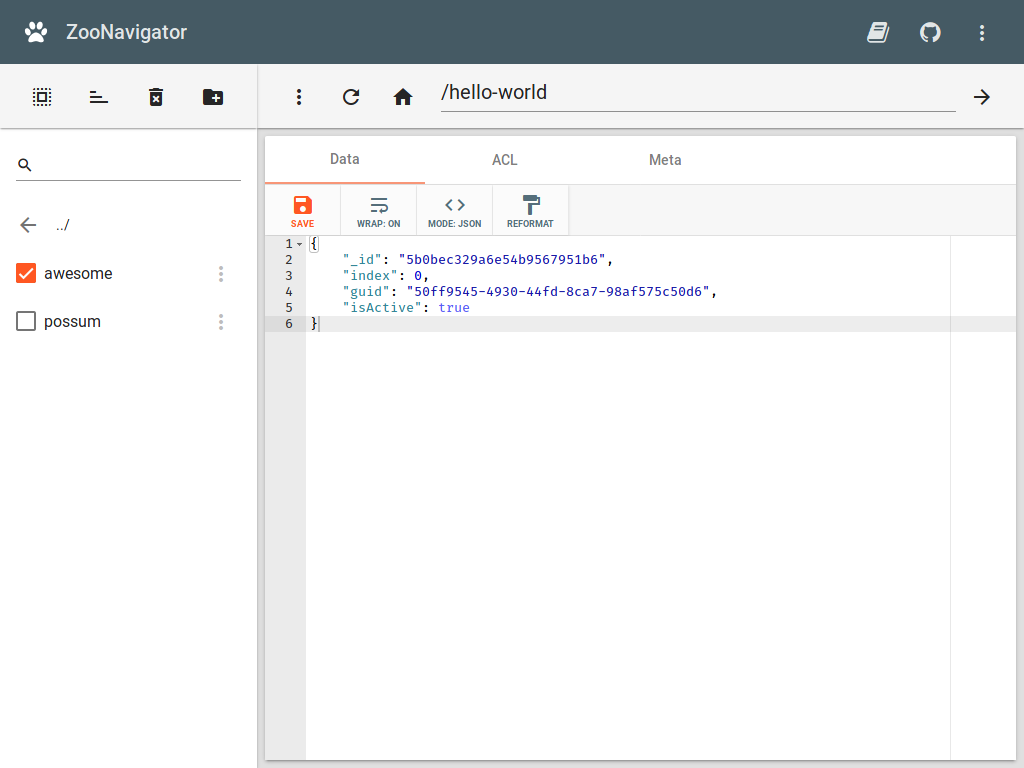 ZooNavigator
/hello-world
../
awesome
possum
Data ACL Meta
SAVE WRAP: ON MODE: JSON REFORMAT
1 {
2     "_id": "5b0bec329a6e54b9567951b6",
3     "index": 0,
4     "guid": "50ff9545-4930-44fd-8ca7-98af575c50d6",
5     "isActive": true
6 }